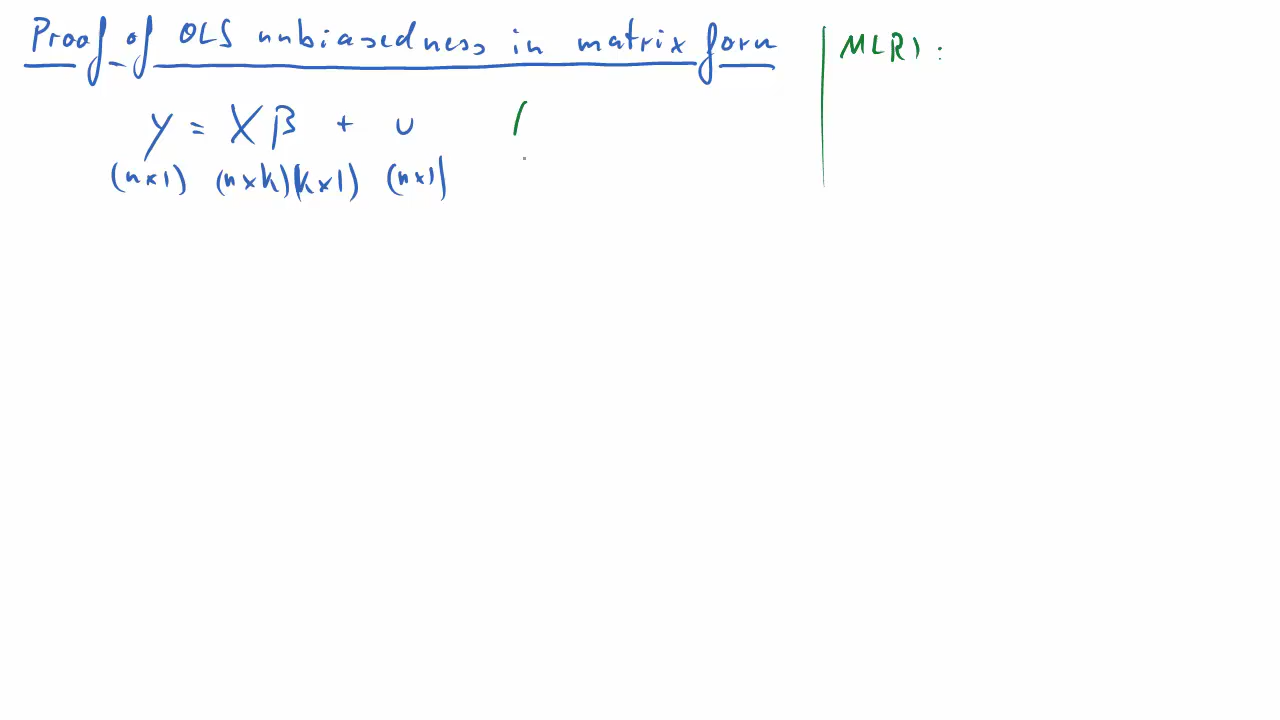 Proof of OLS unbiasedness in matrix form
MLR1:
y = Xβ + u (
(n×1) (n×k)(k×1) (n×1)